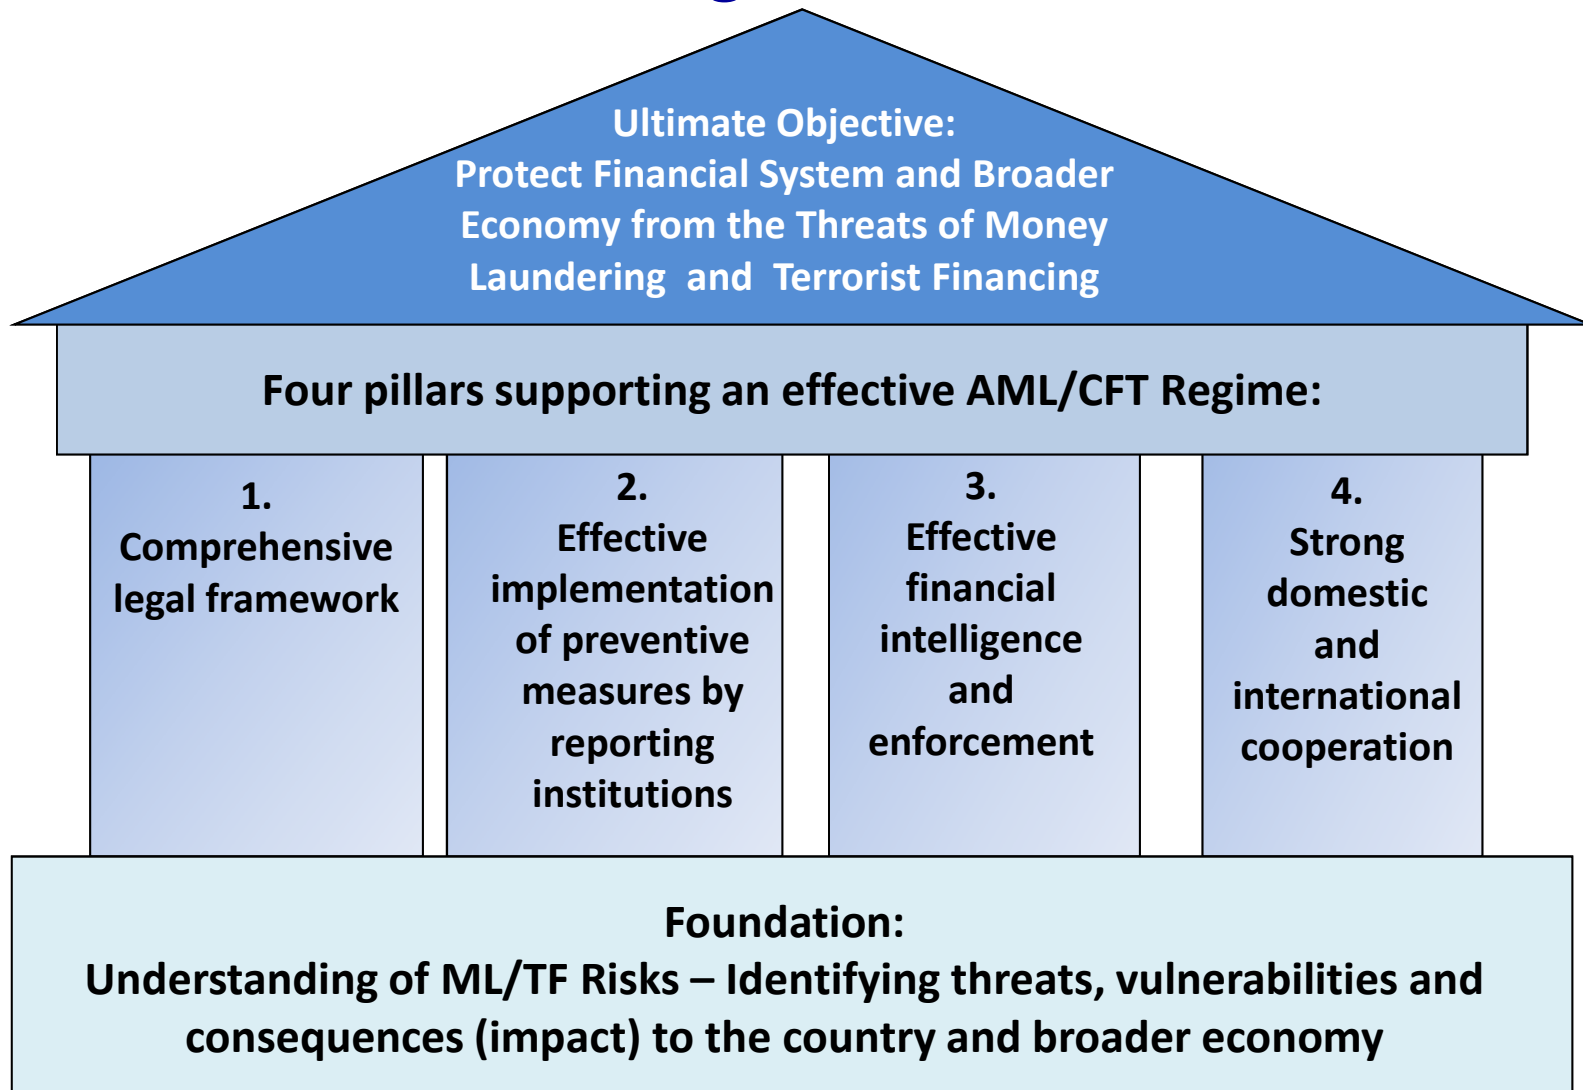 Ultimate Objective:
Protect Financial System and Broader
Economy from the Threats of Money
Laundering and Terrorist Financing
Four pillars supporting an effective AML/CFT Regime:
1.
Comprehensive
legal framework
2.
Effective
implementation
of preventive
measures by
reporting
institutions
3.
Effective
financial
intelligence
and
enforcement
4.
Strong
domestic
and
international
cooperation
Foundation:
Understanding of ML/TF Risks – Identifying threats, vulnerabilities and
consequences (impact) to the country and broader economy